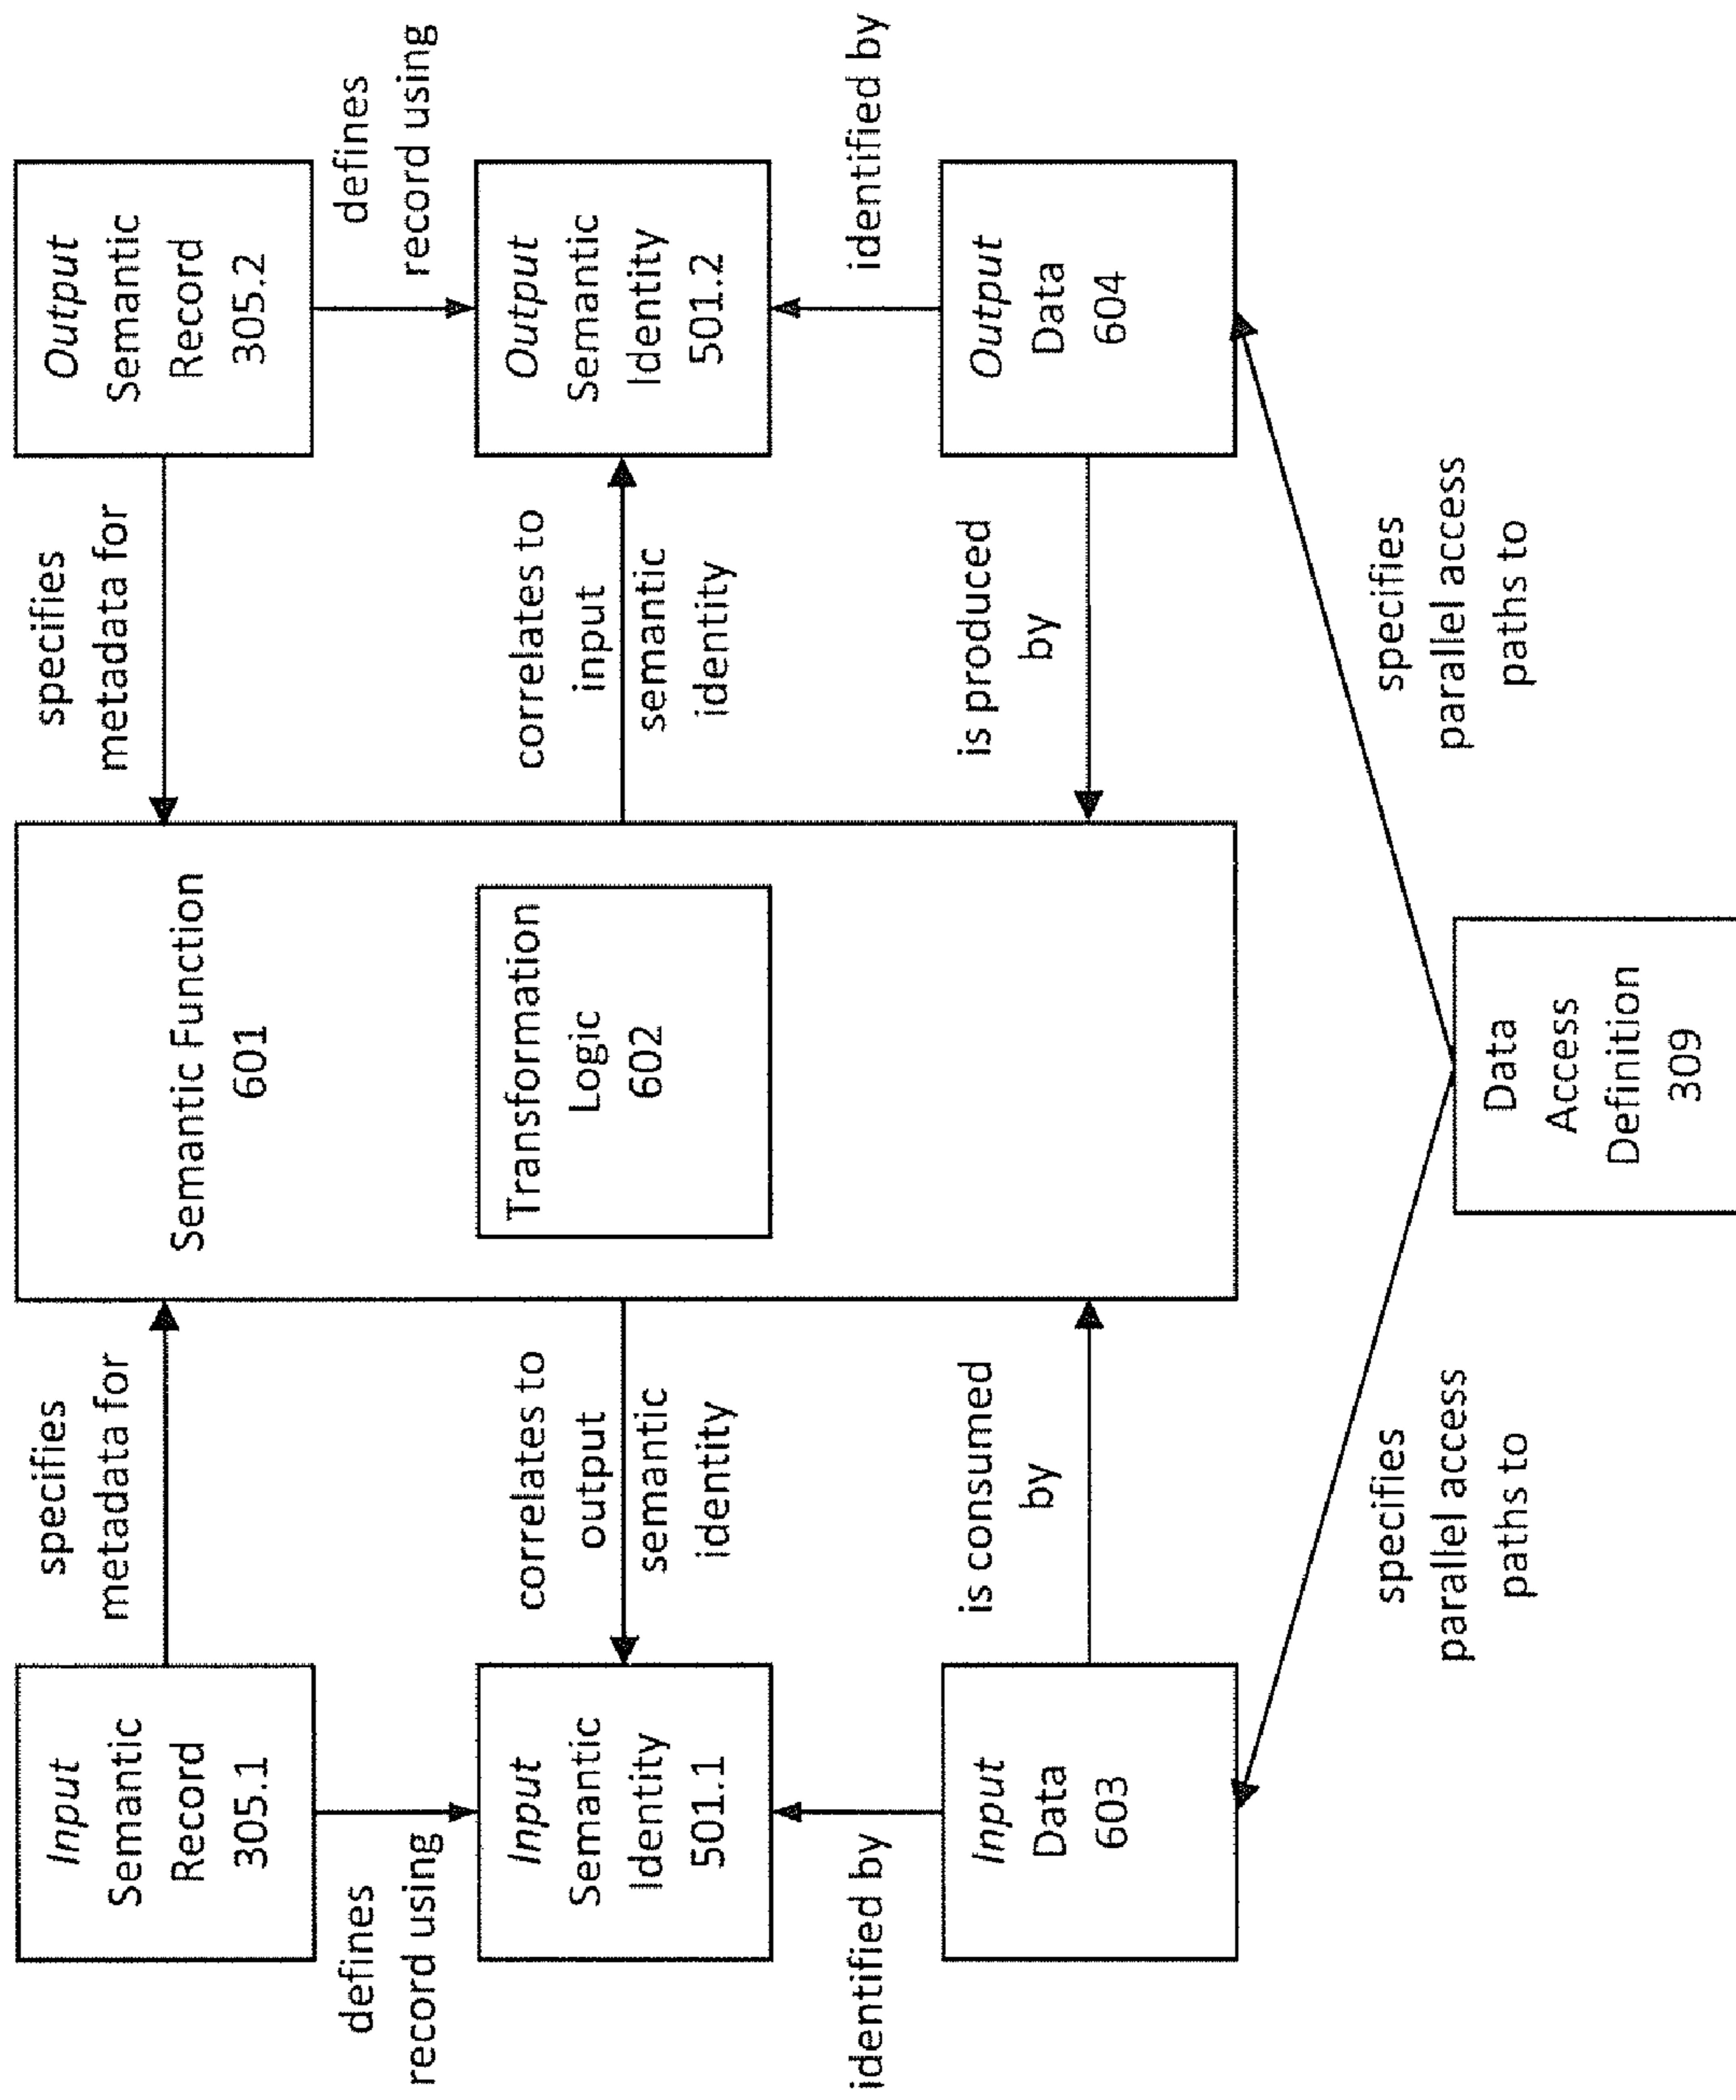 Input
Semantic
Record
305.1
specifies
metadata for
Semantic Function
601
specifies
metadata for
Output
Semantic
Record
305.2
defines
record using
defines
record using
Input
Semantic
Identity
501.1
correlates to
output
semantic
identity
Transformation
Logic
602
correlates to
input
semantic
identity
Output
Semantic
Identity
501.2
identified by
identified by
Input
Data
603
is consumed
by
is produced
by
Output
Data
604
specifies
parallel access
paths to
specifies
parallel access
paths to
Data
Access
Definition
309